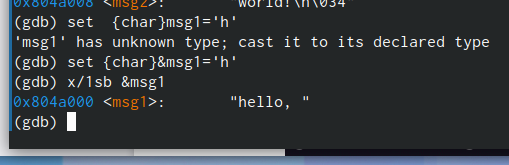 0x804a008 <msg2>:        "world!\n\034"
(gdb) set  {char}msg1='h'
'msg1' has unknown type; cast it to its declared type
(gdb) set {char}&msg1='h'
(gdb) x/1sb &msg1
0x804a000 <msg1>:        "hello, "
(gdb)